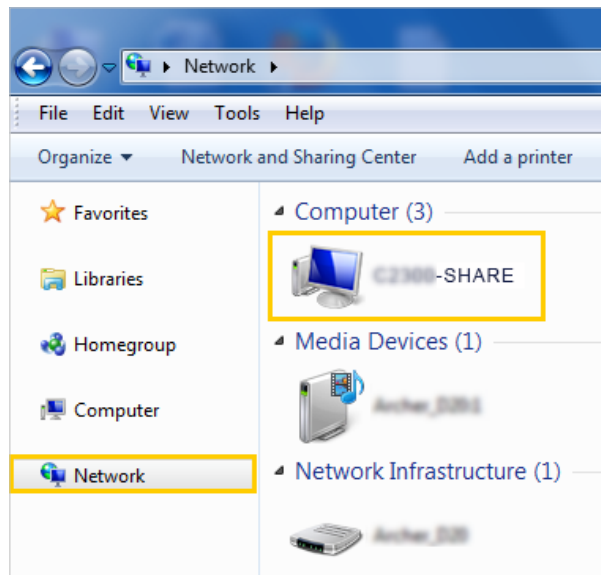 Network
File Edit View Tools Help
Organize Network and Sharing Center Add a printer
Favorites
Computer (3)
-SHARE
Libraries
Media Devices (1)
Homegroup
Computer
Network Infrastructure (1)
Network